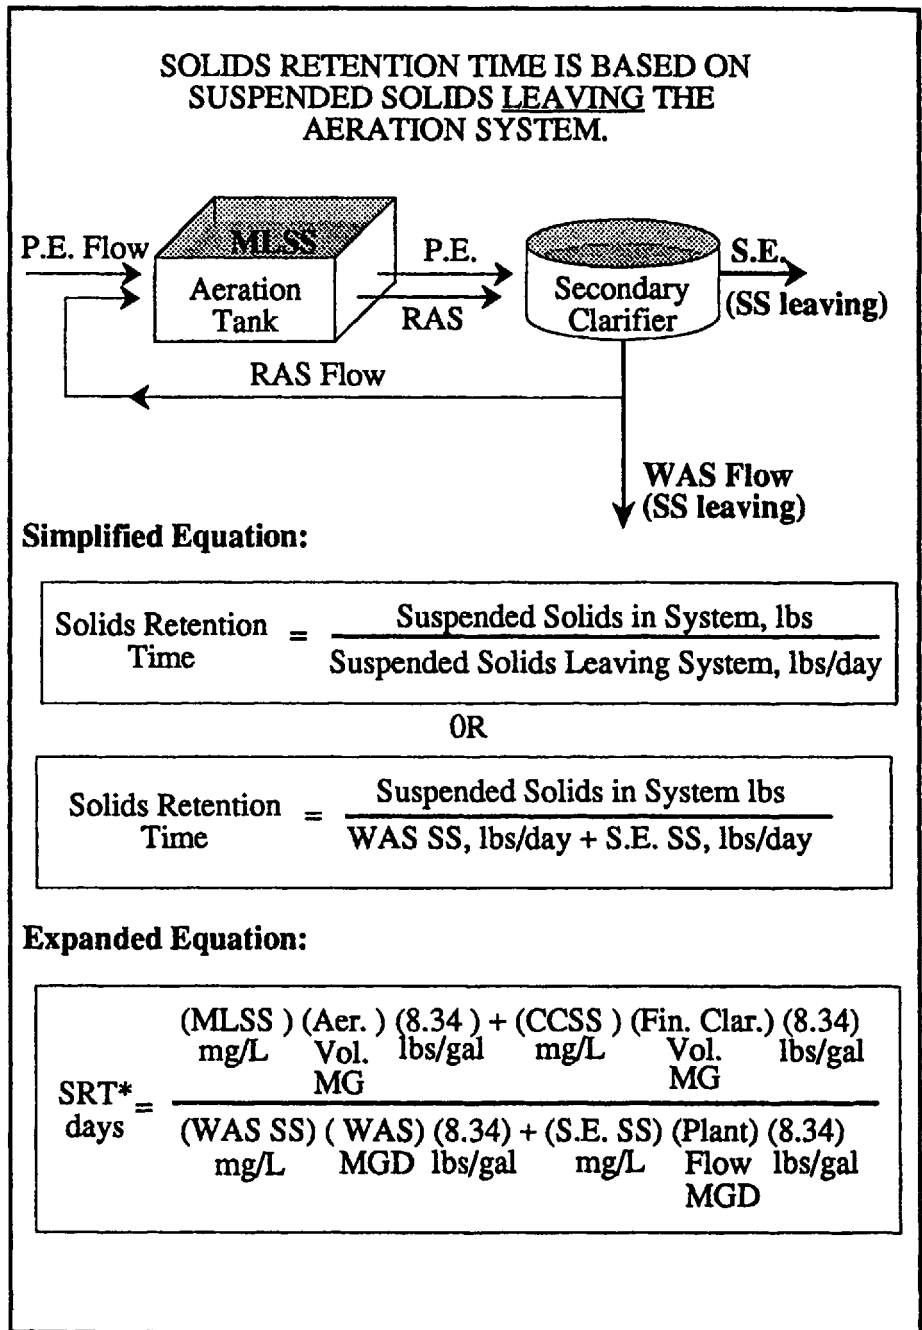 SOLIDS RETENTION TIME IS BASED ON
SUSPENDED SOLIDS LEAVING THE
AERATION SYSTEM.
P.E. Flow
MLSS
Aeration
Tank
P.E.
RAS
Secondary
Clarifier
S.E.
(SS leaving)
RAS Flow
WAS Flow
(SS leaving)
Simplified Equation:
Solids Retention
Time
=
Suspended Solids in System, lbs
Suspended Solids Leaving System, lbs/day
OR
Solids Retention
Time
=
Suspended Solids in System lbs
WAS SS, lbs/day + S.E. SS, lbs/day
Expanded Equation:
SRT*
days
=
(MLSS ) (Aer. ) (8.34 ) + (CCSS ) (Fin. Clar.) (8.34)
mg/L Vol. lbs/gal mg/L Vol. lbs/gal
MG MG
(WAS SS) ( WAS) (8.34) + (S.E. SS) (Plant) (8.34)
mg/L MGD lbs/gal mg/L Flow lbs/gal
MGD